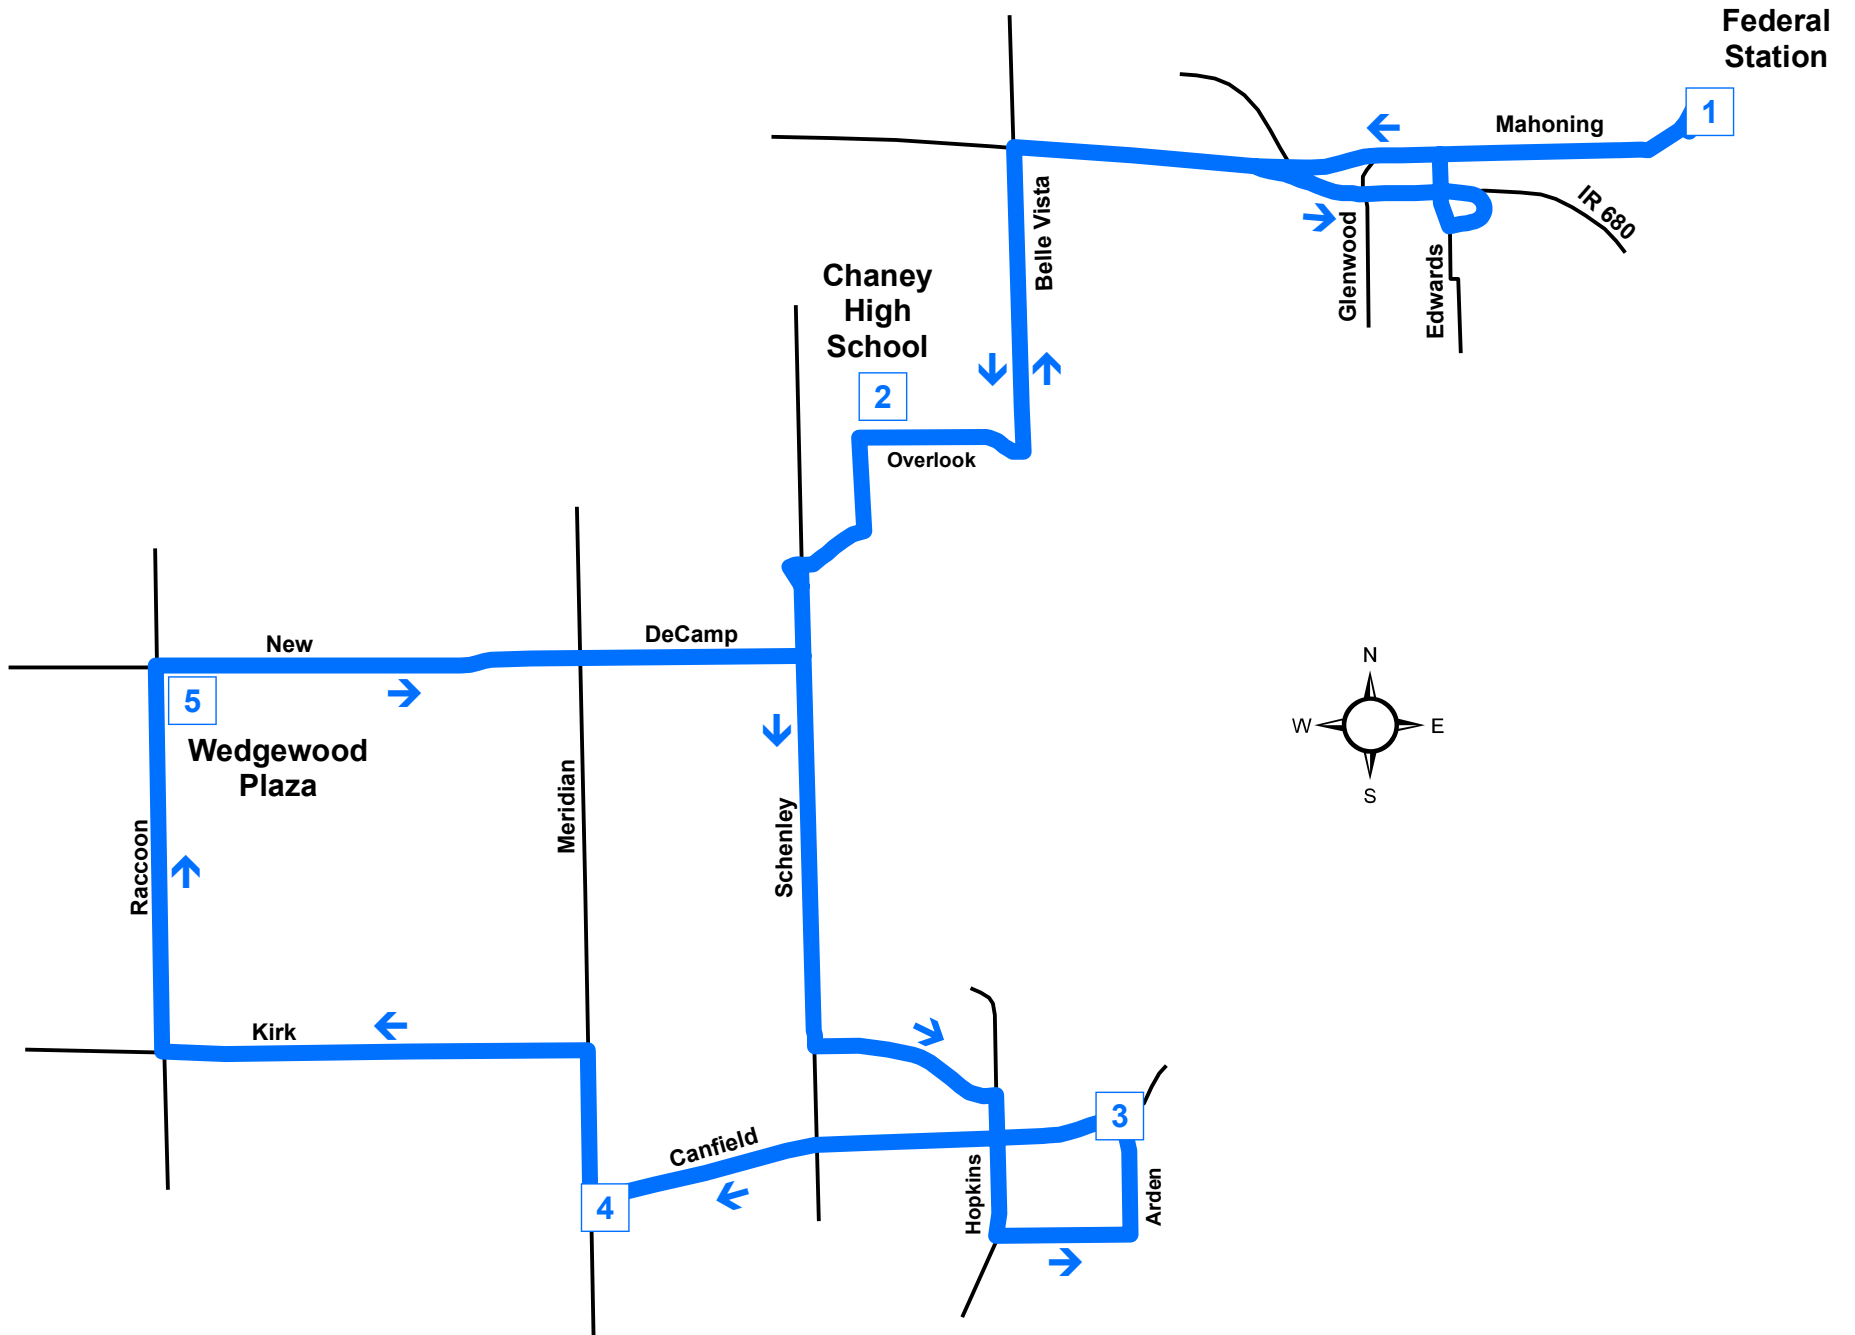 Federal
Station
1
Mahoning
IR 680
Belle Vista
Glenwood
Edwards
Chaney
High
School
2
Overlook
New
DeCamp
5
Wedgewood
Plaza
N
W
E
S
Meridian
Schenley
Raccoon
Kirk
3
Canfield
Hopkins
Arden
4